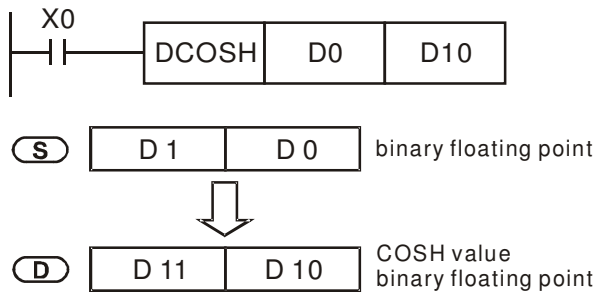 X0
DCOSH D0 D10
S D 1 D 0 binary floating point
D D 11 D 10 COSH value
binary floating point